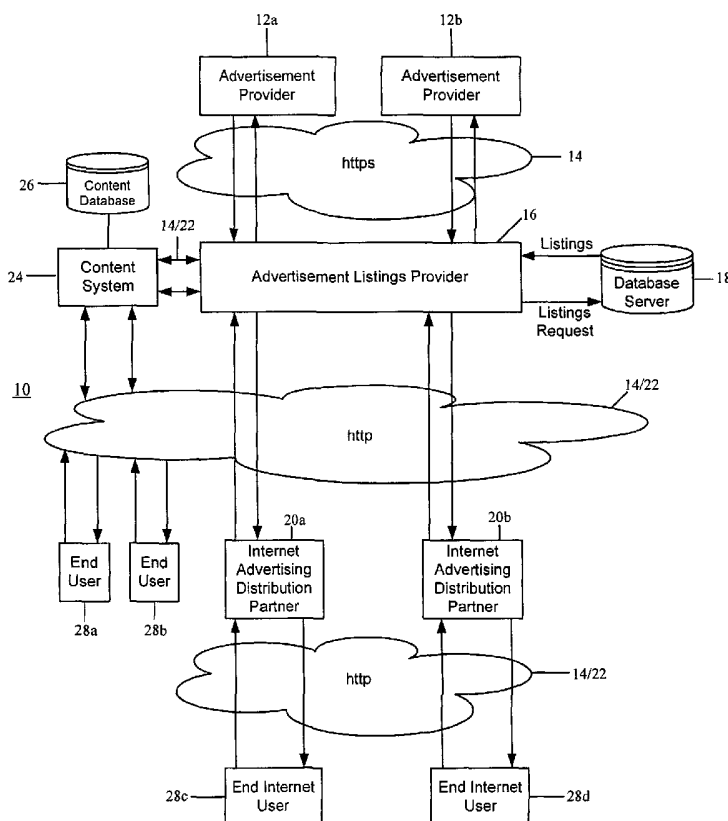 12a
12b
Advertisement
Provider
Advertisement
Provider
https
14
26
Content
Database
14/22
16
24
Content
System
Advertisement Listings Provider
Listings
Database
Server
18
Listings
Request
10
14/22
http
20a
20b
End
User
End
User
Internet
Advertising
Distribution
Partner
Internet
Advertising
Distribution
Partner
28a
28b
http
14/22
28c
End Internet
User
End Internet
User
28d